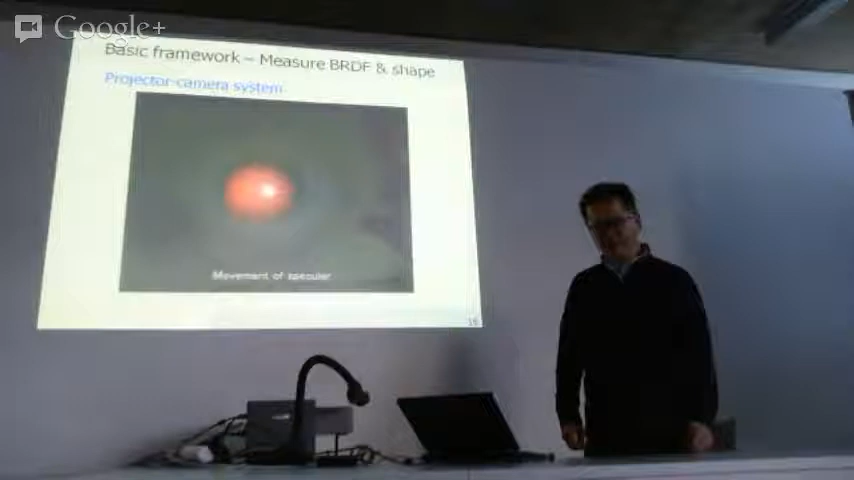 Google+
Basic framework – Measure BRDF & shape
Projector-camera system
Movement of specular
15